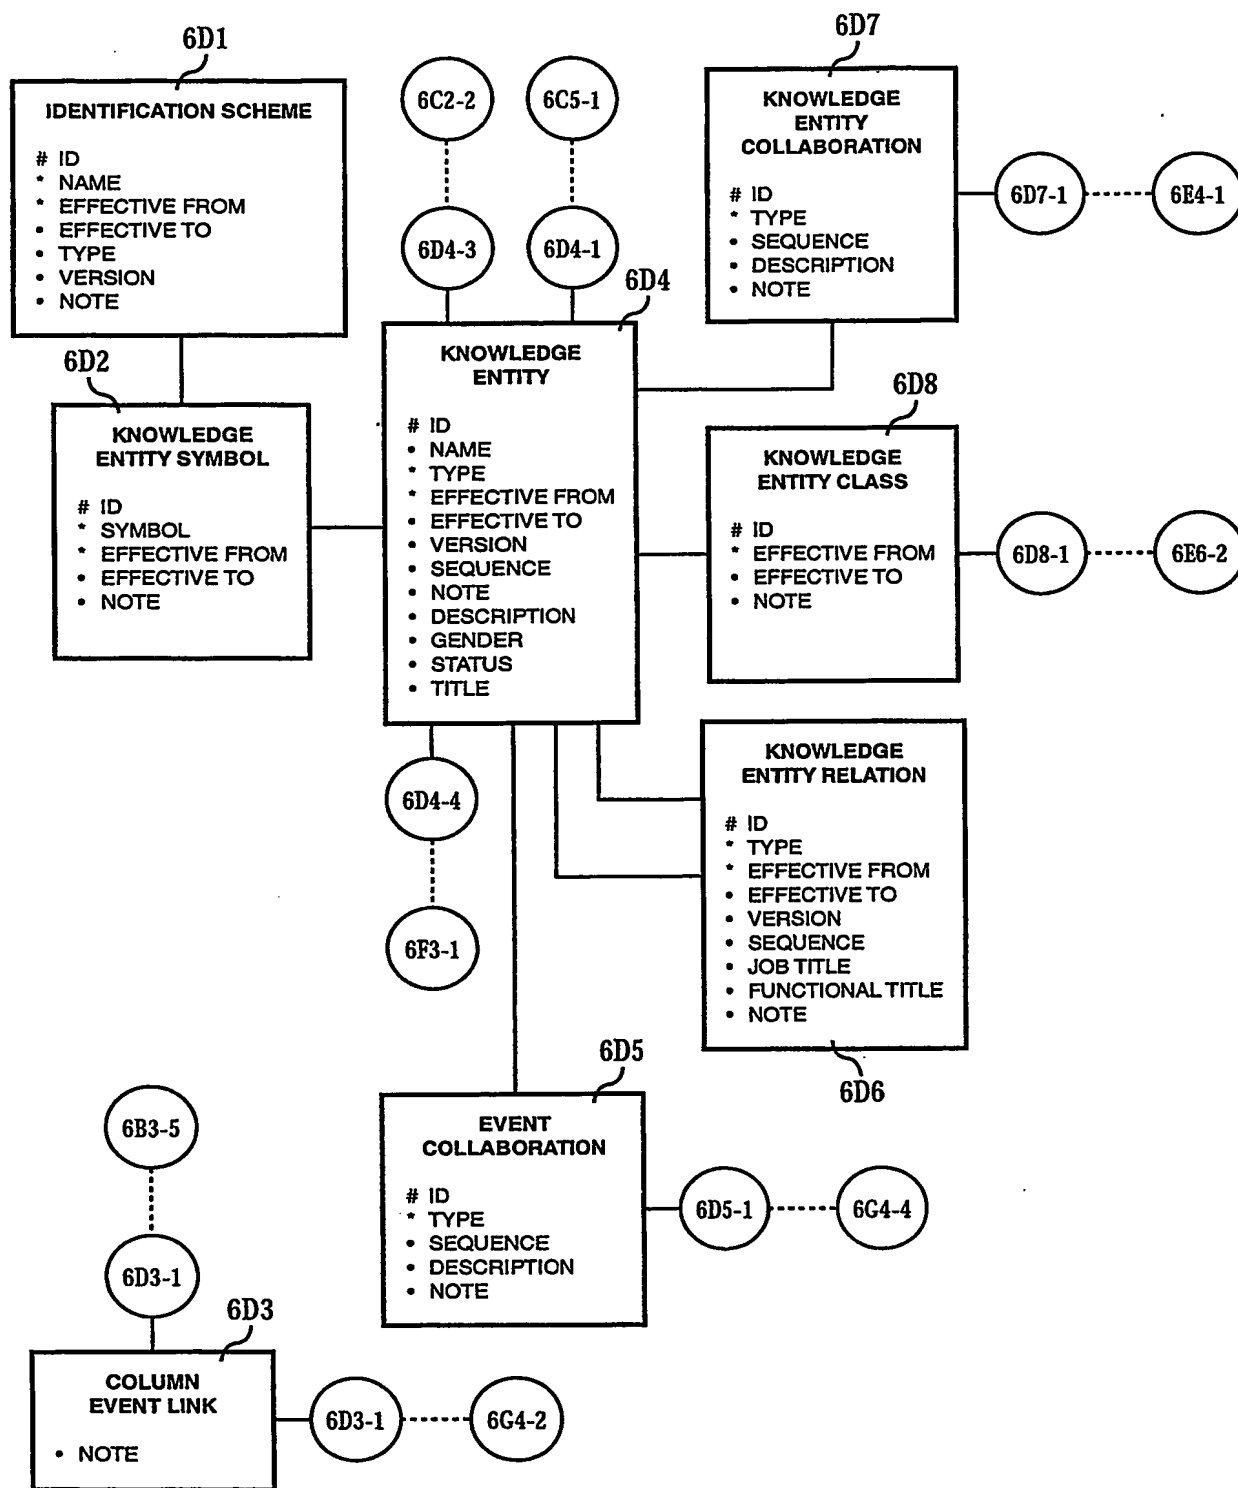 6D1
IDENTIFICATION SCHEME
# ID
* NAME
* EFFECTIVE FROM
• EFFECTIVE TO
• TYPE
• VERSION
• NOTE
6D2
KNOWLEDGE
ENTITY SYMBOL
# ID
* SYMBOL
* EFFECTIVE FROM
• EFFECTIVE TO
• NOTE
6C2-2
6C5-1
6D4-3
6D4-1
6D4
KNOWLEDGE
ENTITY
# ID
• NAME
* TYPE
* EFFECTIVE FROM
• EFFECTIVE TO
• VERSION
• SEQUENCE
• NOTE
• DESCRIPTION
• GENDER
• STATUS
• TITLE
6D4-4
6F3-1
6D7
KNOWLEDGE
ENTITY
COLLABORATION
# ID
* TYPE
• SEQUENCE
• DESCRIPTION
• NOTE
6D7-1
6E4-1
6D8
KNOWLEDGE
ENTITY CLASS
# ID
* EFFECTIVE FROM
• EFFECTIVE TO
• NOTE
6D8-1
6E6-2
KNOWLEDGE
ENTITY RELATION
# ID
* TYPE
* EFFECTIVE FROM
• EFFECTIVE TO
• VERSION
• SEQUENCE
• JOB TITLE
• FUNCTIONAL TITLE
• NOTE
6D6
6D5
EVENT
COLLABORATION
# ID
* TYPE
• SEQUENCE
• DESCRIPTION
• NOTE
6D5-1
6G4-4
6B3-5
6D3-1
6D3
COLUMN
EVENT LINK
• NOTE
6D3-1
6G4-2